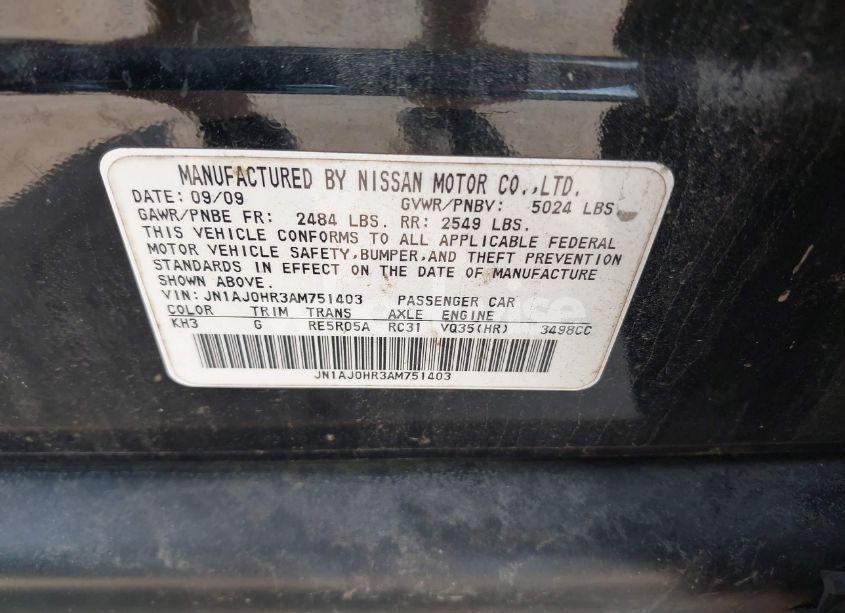 MANUFACTURED BY NISSAN MOTOR CO.,LTD.
DATE: 09/09 GVWR/PNBV: 5024 LBS.
GAWR/PNBE FR: 2484 LBS. RR: 2549 LBS.
THIS VEHICLE CONFORMS TO ALL APPLICABLE FEDERAL
MOTOR VEHICLE SAFETY,BUMPER,AND THEFT PREVENTION
STANDARDS IN EFFECT ON THE DATE OF MANUFACTURE
SHOWN ABOVE.
VIN: JN1AJ0HR3AM751403 PASSENGER CAR
COLOR TRIM TRANS AXLE ENGINE
KH3 G RE5R05A RC31 VQ35(HR) 3498CC
JN1AJ0HR3AM751403